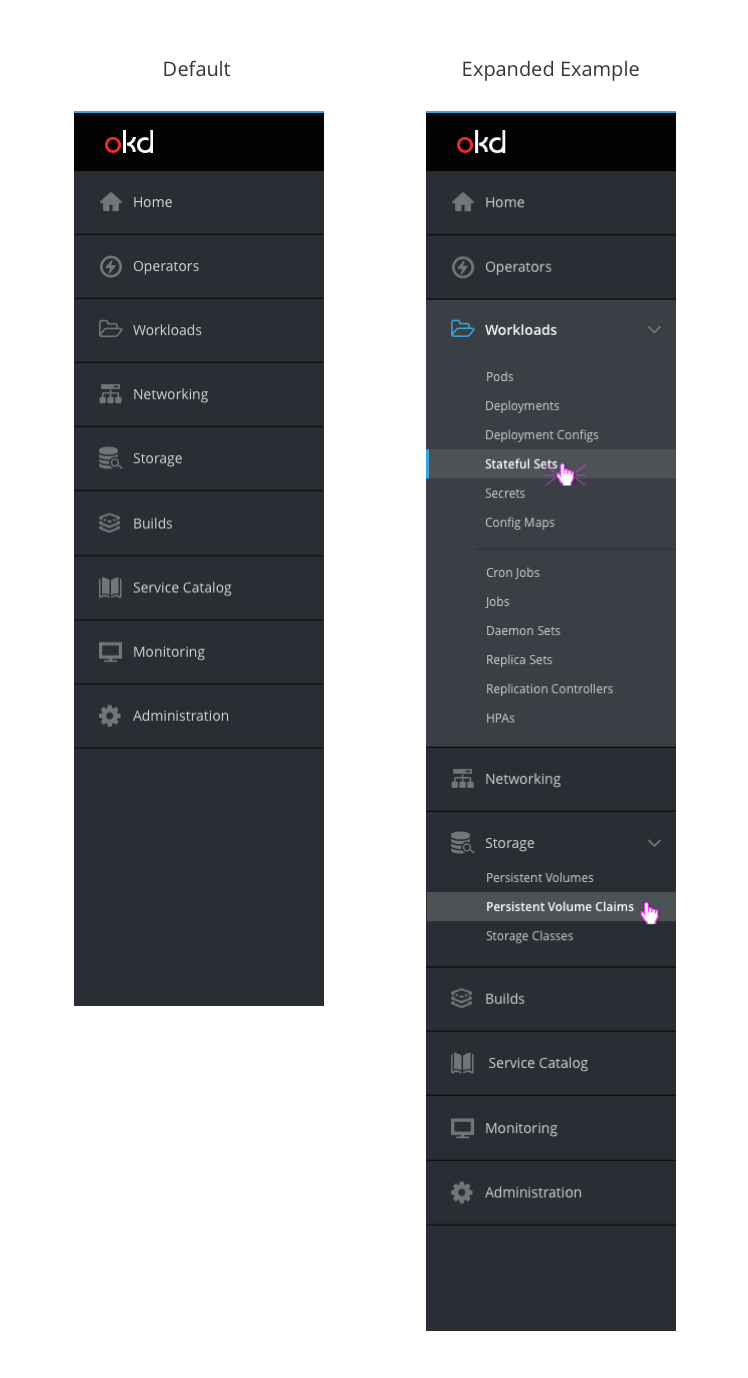 Default
okd
Home
Operators
Workloads
Networking
Storage
Builds
Service Catalog
Monitoring
Administration
Expanded Example
okd
Home
Operators
Workloads
Pods
Deployments
Deployment Configs
Stateful Sets
Secrets
Config Maps
Cron Jobs
Jobs
Daemon Sets
Replica Sets
Replication Controllers
HPAs
Networking
Storage
Persistent Volumes
Persistent Volume Claims
Storage Classes
Builds
Service Catalog
Monitoring
Administration